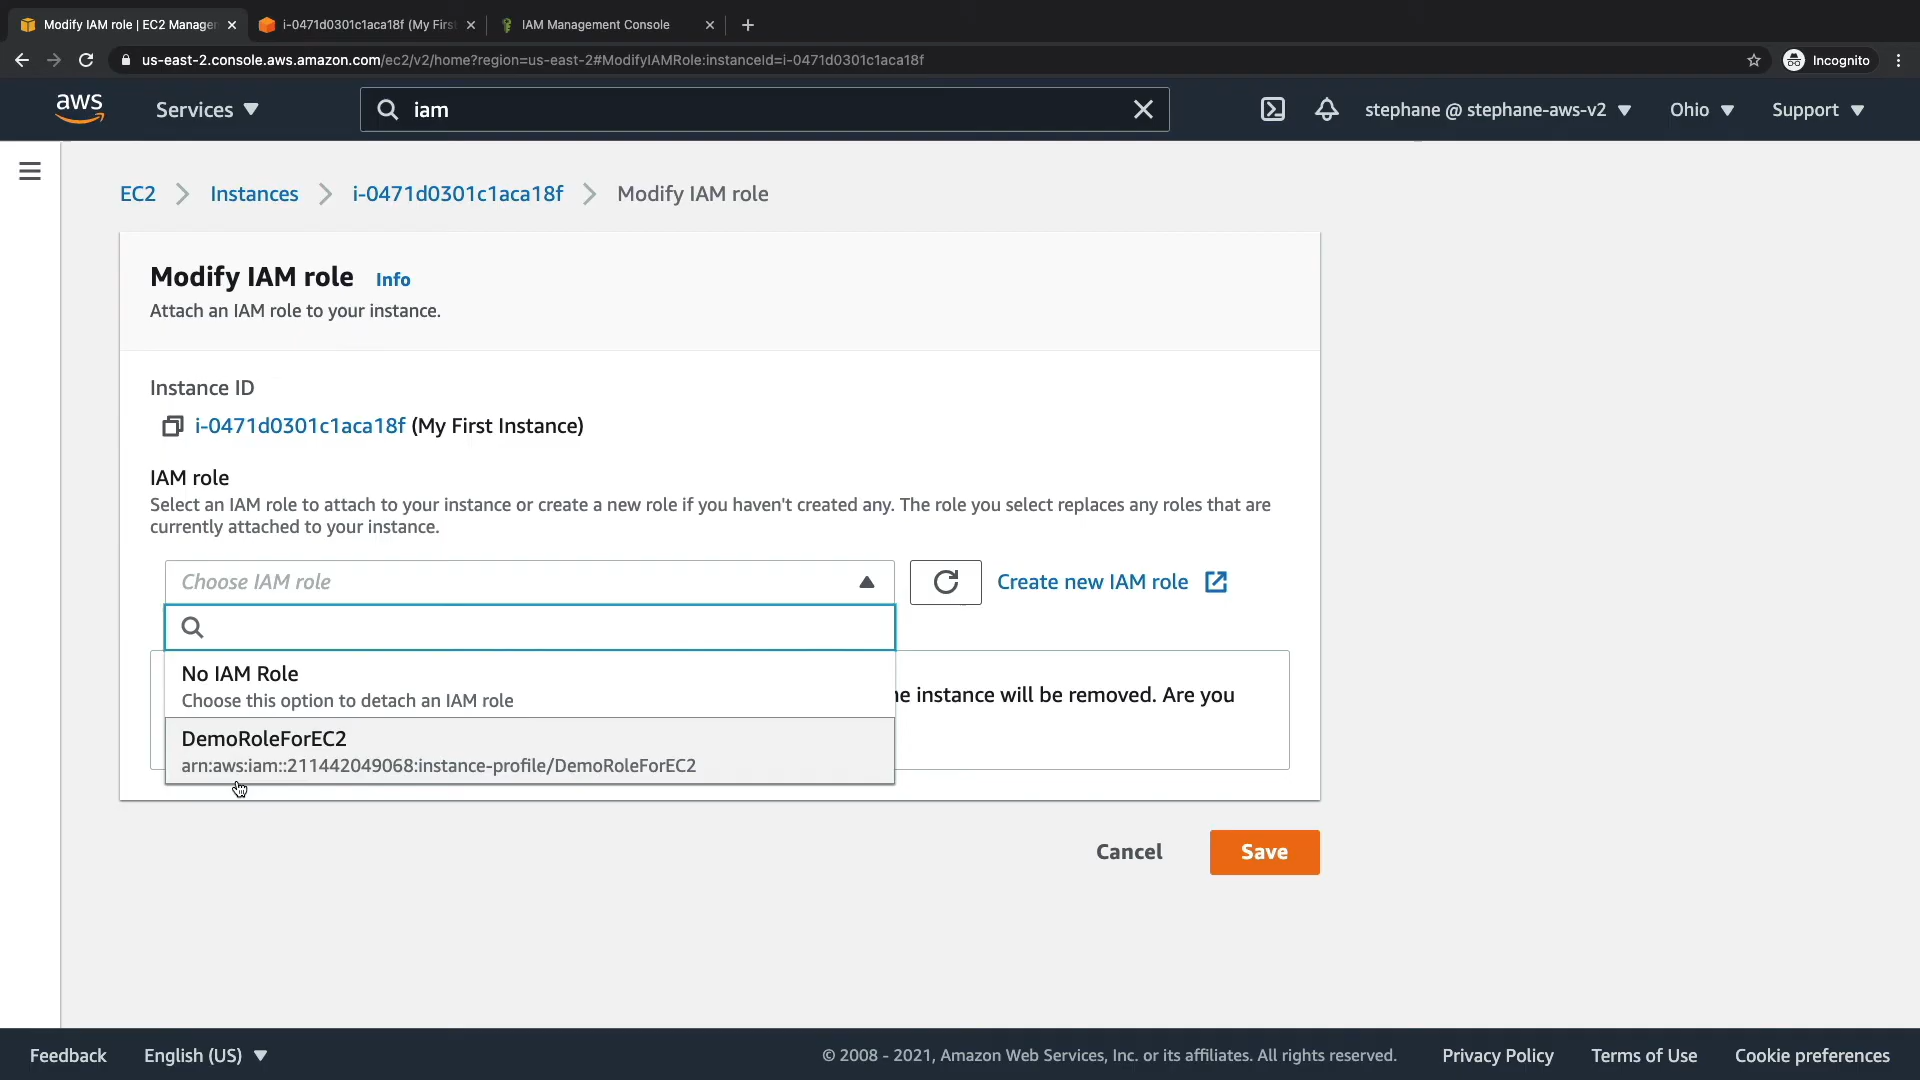 Modify IAM role | EC2 Manage
i-0471d0301c1aca18f (My First
IAM Management Console
us-east-2.console.aws.amazon.com/ec2/v2/home?region=us-east-2#ModifyIAMRole:instanceId=i-0471d0301c1aca18f
Incognito
aws
Services
iam
stephane @ stephane-aws-v2
Ohio
Support
EC2
Instances
i-0471d0301c1aca18f
Modify IAM role
Modify IAM role Info
Attach an IAM role to your instance.
Instance ID
i-0471d0301c1aca18f (My First Instance)
IAM role
Select an IAM role to attach to your instance or create a new role if you haven't created any. The role you select replaces any roles that are
currently attached to your instance.
Choose IAM role
Create new IAM role
No IAM Role
Choose this option to detach an IAM role
instance will be removed. Are you
DemoRoleForEC2
arn:aws:iam::211442049068:instance-profile/DemoRoleForEC2
Cancel
Save
Feedback
English (US)
© 2008 - 2021, Amazon Web Services, Inc. or its affiliates. All rights reserved.
Privacy Policy
Terms of Use
Cookie preferences